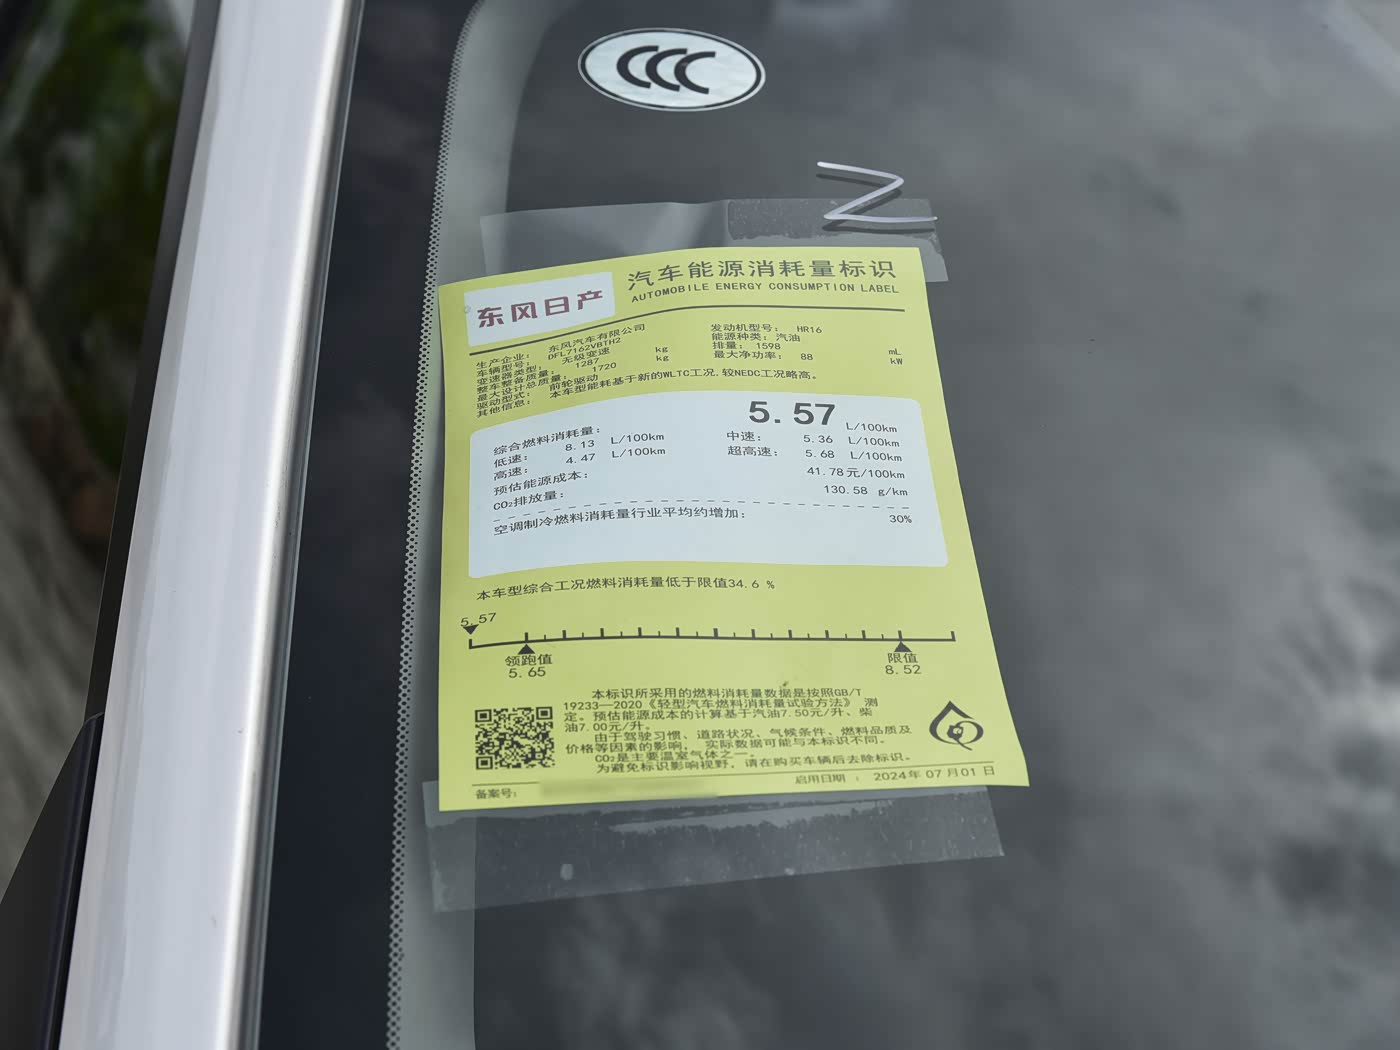 CCC
Z
东风日产
汽车能源消耗量标识
AUTOMOBILE ENERGY CONSUMPTION LABEL
生产企业： 东风汽车有限公司
车辆型号： DFL7162VBTH2
变速器类型： 无级变速
整车整备质量： 1287 kg
最大设计总质量： 1720 kg
驱动型式： 前轮驱动
其他信息： 本车型能耗基于新的WLTC工况,较NEDC工况略高。
发动机型号： HR16
能源种类：汽油
排量： 1598 mL
最大净功率： 88 kW
综合燃料消耗量： 5.57 L/100km
低速： 8.13 L/100km 中速： 5.36 L/100km
高速： 4.47 L/100km 超高速： 5.68 L/100km
预估能源成本： 41.78元/100km
CO₂排放量： 130.58 g/km
空调制冷燃料消耗量行业平均约增加： 30%
本车型综合工况燃料消耗量低于限值34.6 %
5.57
领跑值 限值
5.65 8.52
本标识所采用的燃料消耗量数据是按照GB/T
19233—2020《轻型汽车燃料消耗量试验方法》 测
定。预估能源成本的计算基于汽油7.50元/升、柴
油7.00元/升。
由于驾驶习惯、道路状况、气候条件、燃料品质及
价格等因素的影响， 实际数据可能与本标识不同。
CO₂是主要温室气体之一。
为避免标识影响视野，请在购买车辆后去除标识。
备案号： 启用日期 ： 2024年 07 月 01 日